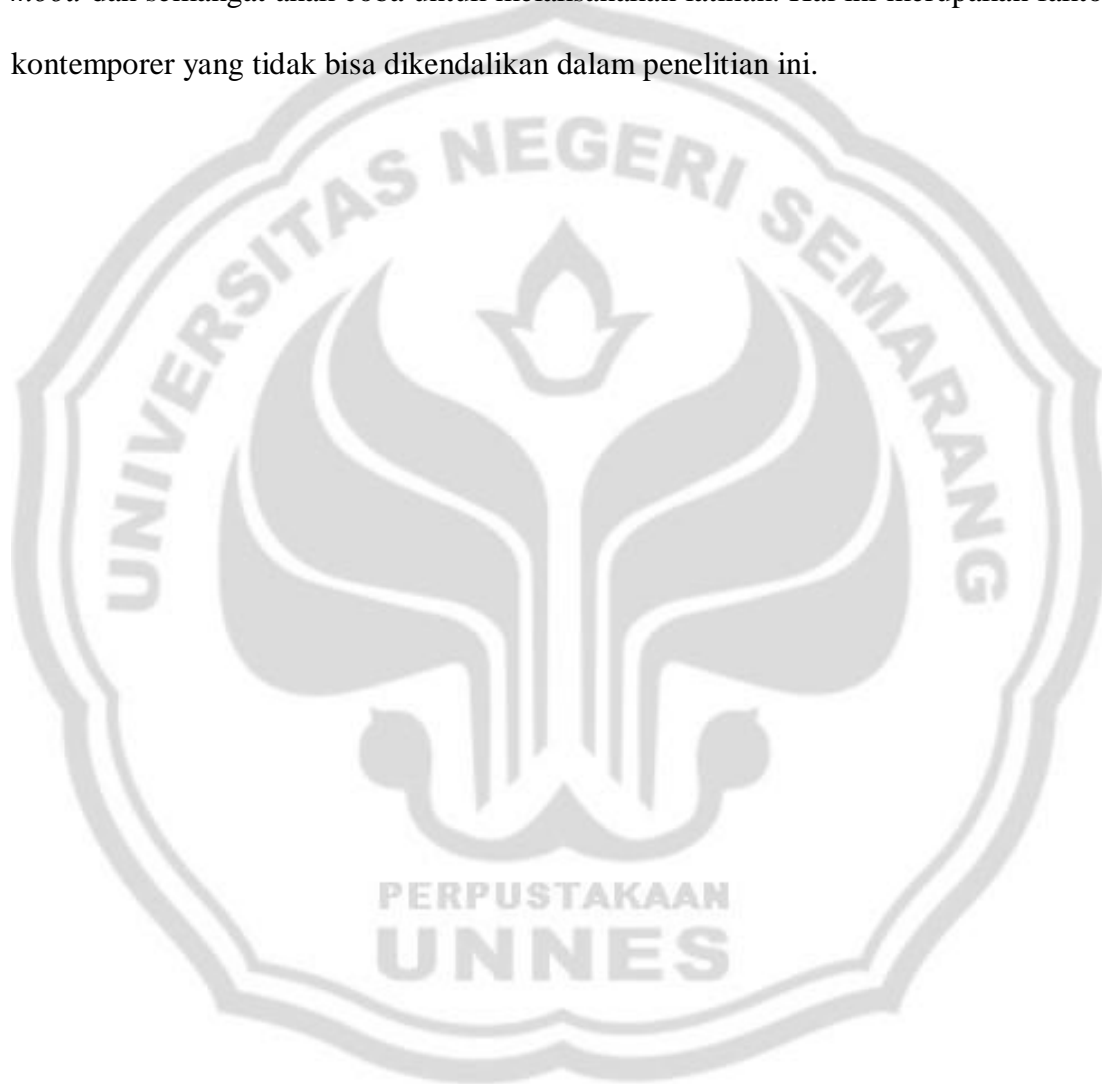 dan semangat anak coba untuk melaksanakan latihan. Hal ini merupakan
kontemporer yang tidak bisa dikendalikan dalam penelitian ini.
UNIVERSITAS NEGERI SEMARANG
PERPUSTAKAAN
UNNES